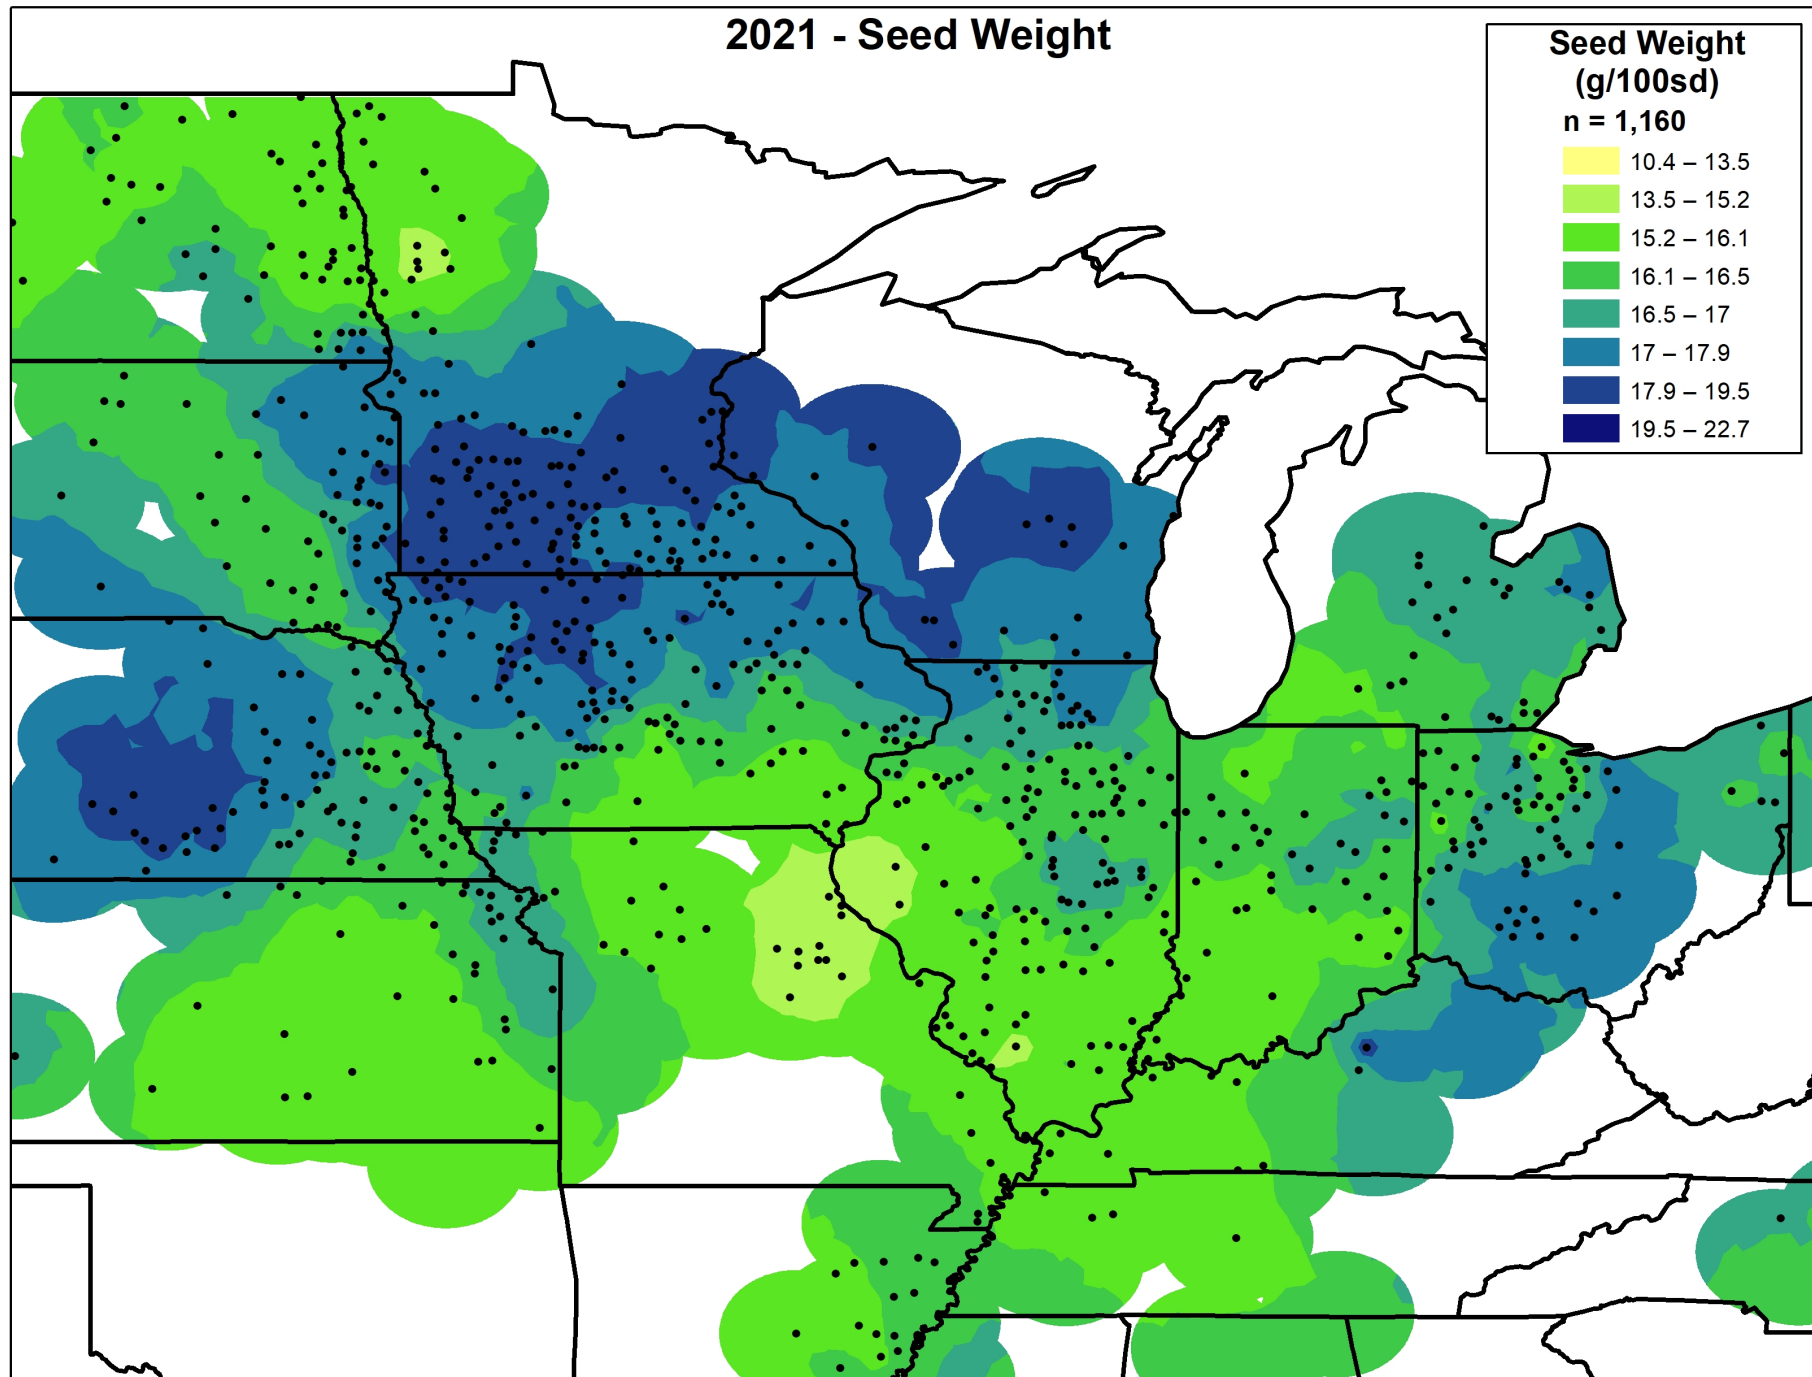 2021 - Seed Weight
Seed Weight
(g/100sd)
n = 1,160
10.4 – 13.5
13.5 – 15.2
15.2 – 16.1
16.1 – 16.5
16.5 – 17
17 – 17.9
17.9 – 19.5
19.5 – 22.7